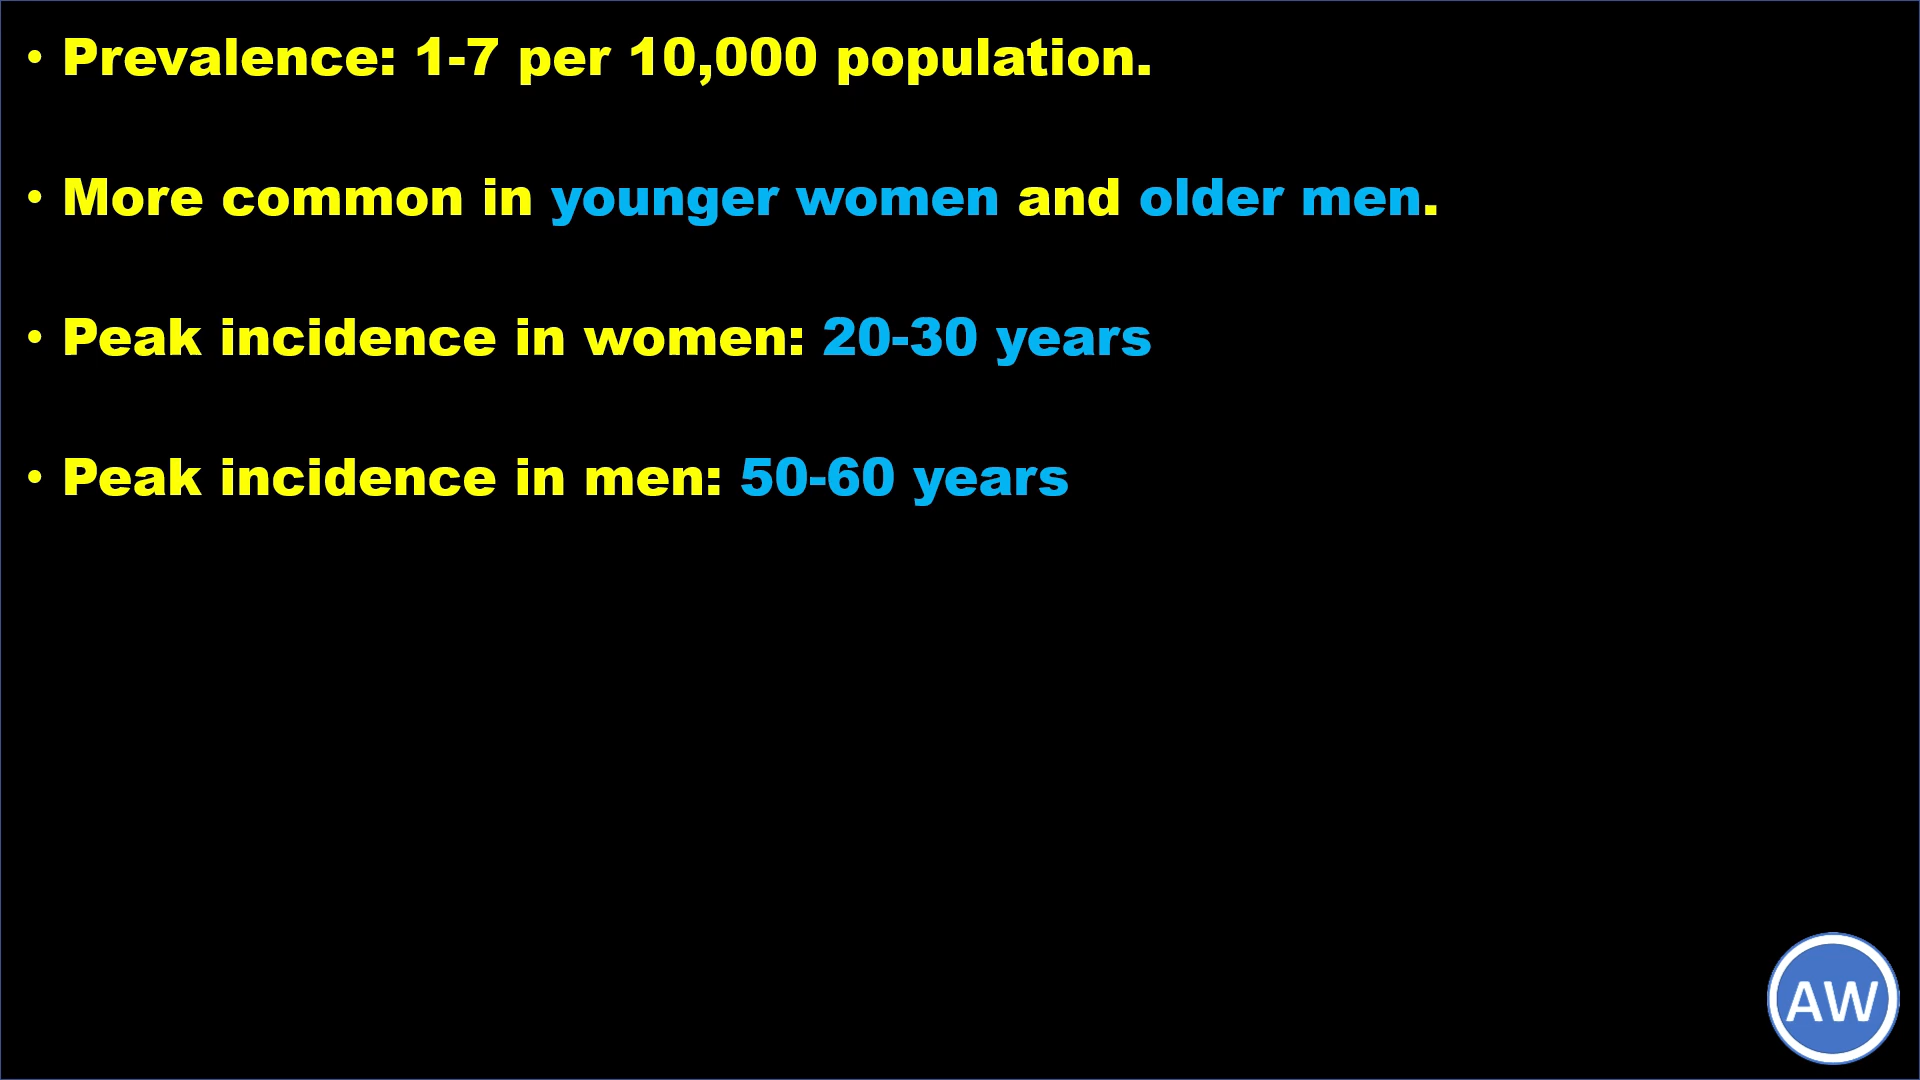 • Prevalence: 1-7 per 10,000 population.
• More common in younger women and older men.
• Peak incidence in women: 20-30 years
• Peak incidence in men: 50-60 years
AW